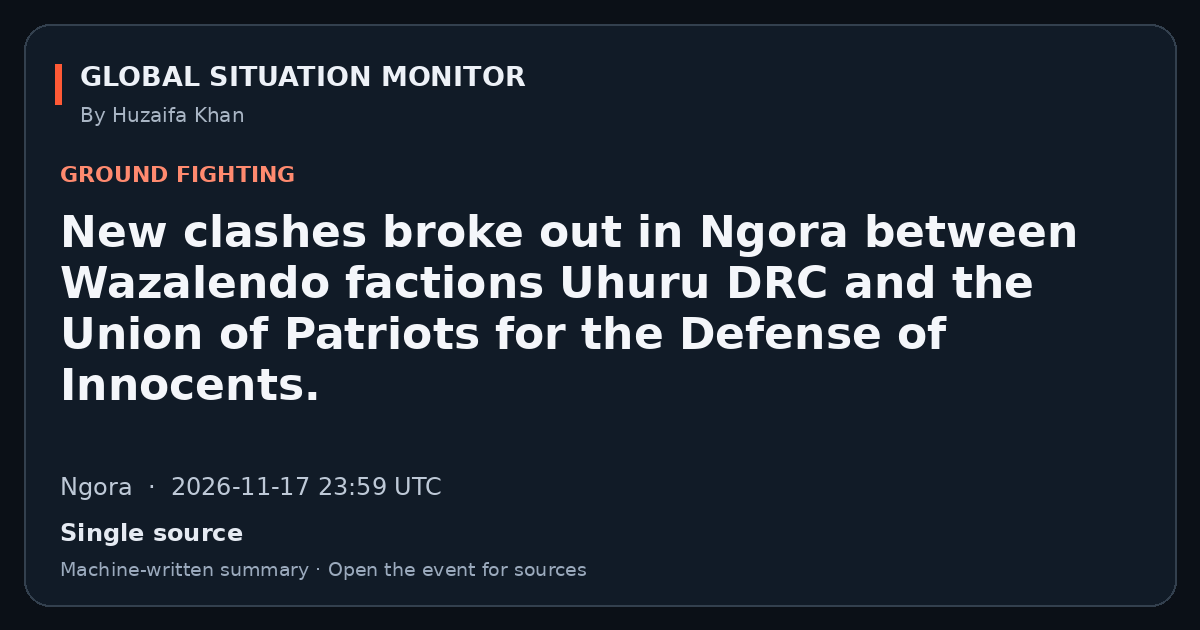 GLOBAL SITUATION MONITOR
By Huzaifa Khan
GROUND FIGHTING
New clashes broke out in Ngora between
Wazalendo factions Uhuru DRC and the
Union of Patriots for the Defense of
Innocents.
Ngora · 2026-11-17 23:59 UTC
Single source
Machine-written summary · Open the event for sources